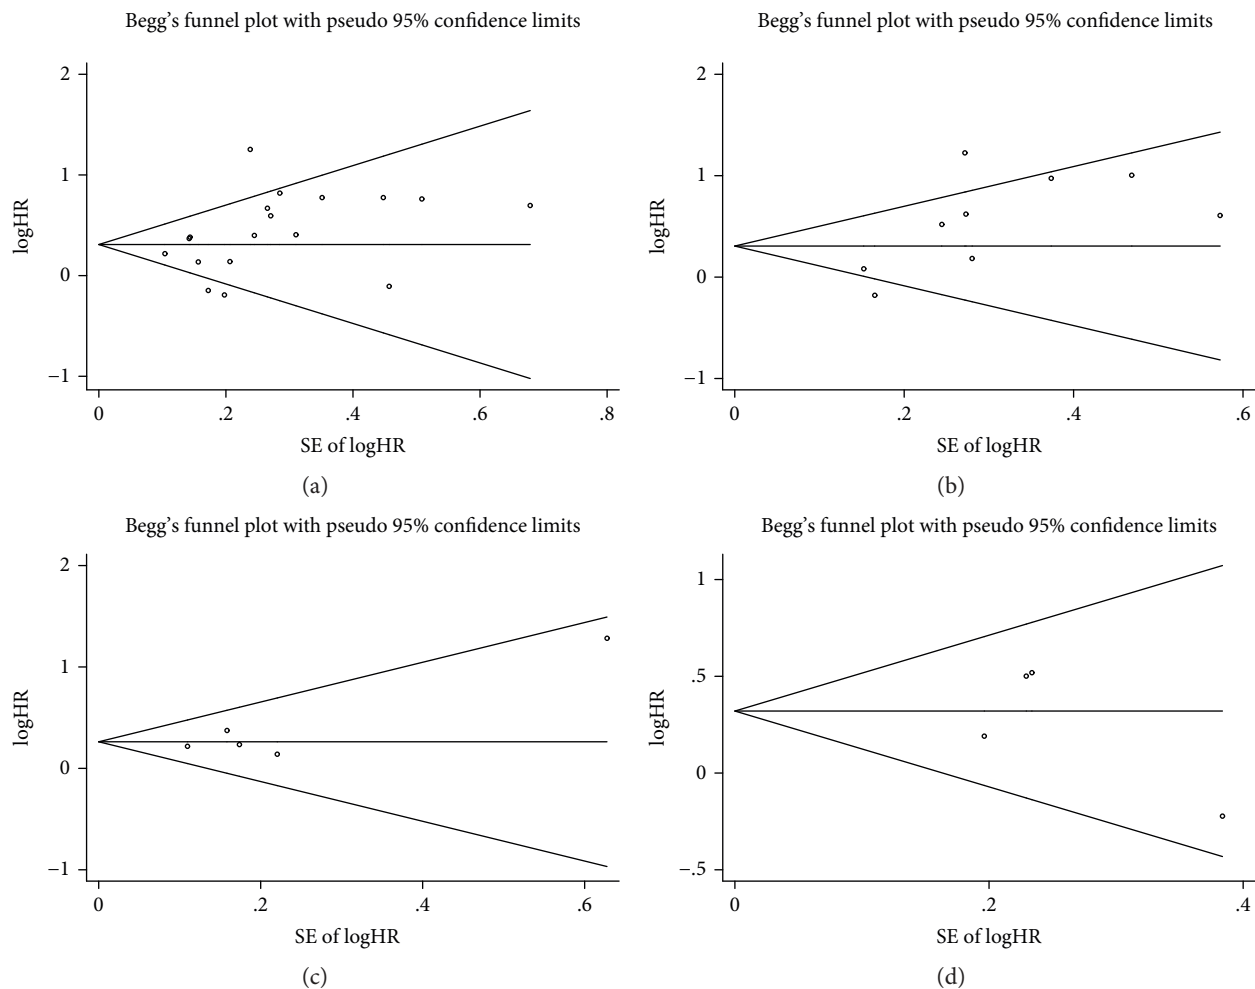 Begg’s funnel plot with pseudo 95% confidence limits
2
1
0
−1
logHR
0 .2 .4 .6 .8
SE of logHR
(a)
Begg’s funnel plot with pseudo 95% confidence limits
2
1
0
−1
logHR
0 .2 .4 .6
SE of logHR
(b)
Begg’s funnel plot with pseudo 95% confidence limits
2
1
0
−1
logHR
0 .2 .4 .6
SE of logHR
(c)
Begg’s funnel plot with pseudo 95% confidence limits
1
.5
0
−.5
logHR
0 .2 .4
SE of logHR
(d)